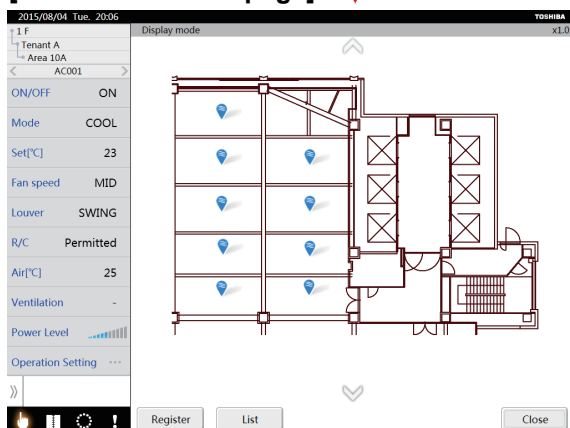 2015/08/04 Tue. 20:06
TOSHIBA
1 F
Tenant A
Area 10A
AC001
Display mode
x1.0
ON/OFF ON
Mode COOL
Set[℃] 23
Fan speed MID
Louver SWING
R/C Permitted
Air[℃] 25
Ventilation -
Power Level
Operation Setting ···
Register
List
Close